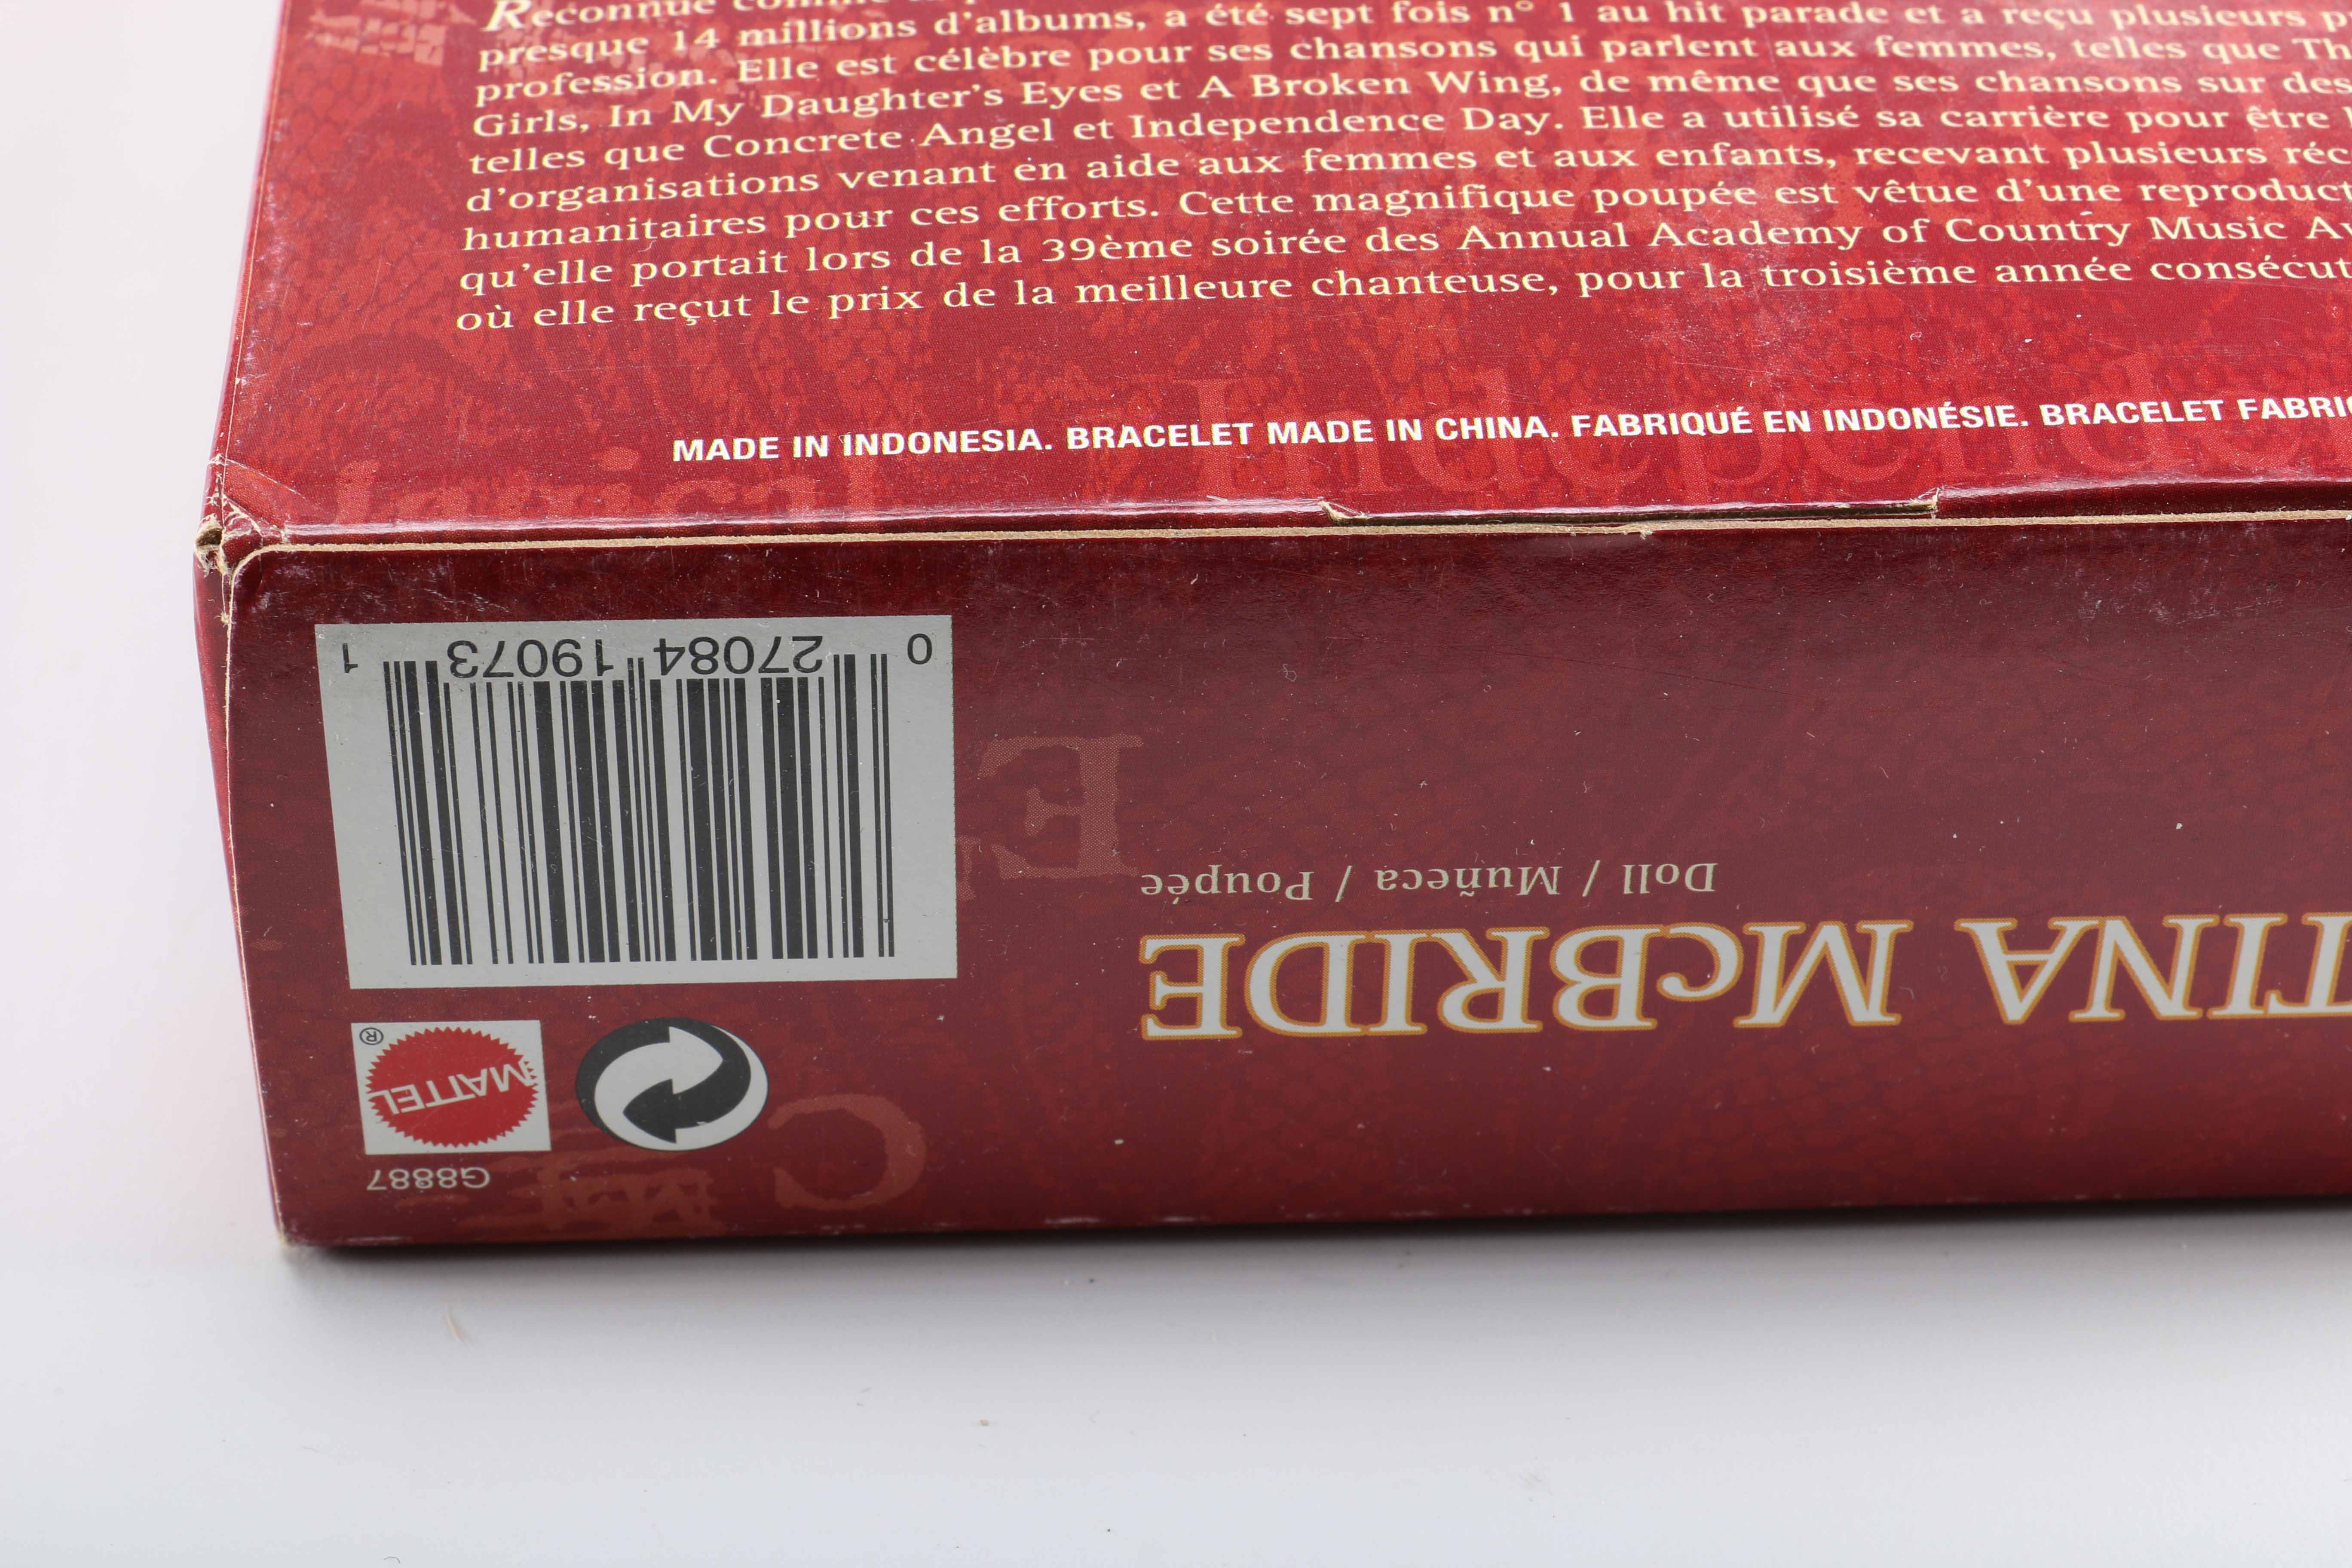 Reconnue comme
presque 14 millions d'albums, a été sept fois n° 1 au hit parade et a reçu plusieurs
profession. Elle est célèbre pour ses chansons qui parlent aux femmes, telles que
Girls, In My Daughter's Eyes et A Broken Wing, de même que ses chansons sur des
telles que Concrete Angel et Independence Day. Elle a utilisé sa carrière pour être
d'organisations venant en aide aux femmes et aux enfants, recevant plusieurs
humanitaires pour ces efforts. Cette magnifique poupée est vêtue d'une
qu'elle portait lors de la 39ème soirée des Annual Academy of Country Music
où elle reçut le prix de la meilleure chanteuse, pour la troisième année
MADE IN INDONESIA. BRACELET MADE IN CHINA. FABRIQUÉ EN INDONÉSIE. BRACELET
Independe
0 27084 19073 1
TINA McBRIDE
Doll / Muñeca / Poupée
E
C
MATTEL
®
G8887